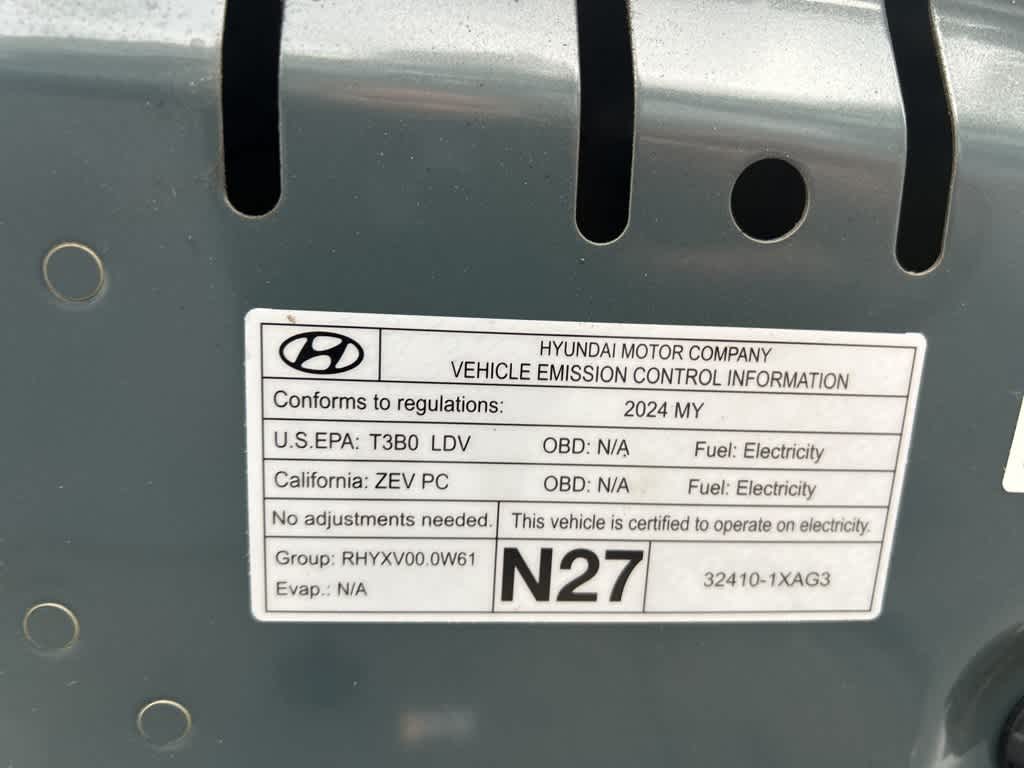 HYUNDAI MOTOR COMPANY
VEHICLE EMISSION CONTROL INFORMATION
Conforms to regulations: 2024 MY
U.S.EPA: T3B0 LDV OBD: N/A Fuel: Electricity
California: ZEV PC OBD: N/A Fuel: Electricity
No adjustments needed. This vehicle is certified to operate on electricity.
Group: RHYXV00.0W61
Evap.: N/A
N27
32410-1XAG3